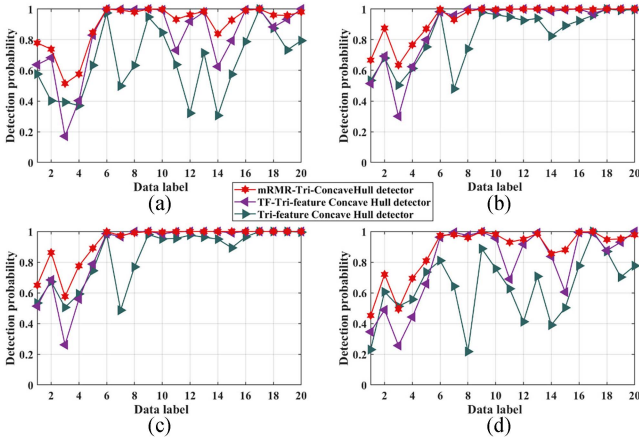 Detection probability
1
0.8
0.6
0.4
0.2
0
2 4 6 8 10 12 14 16 18 20
Data label
(a)
Detection probability
1
0.8
0.6
0.4
0.2
0
2 4 6 8 10 12 14 16 18 20
Data label
(b)
mRMR-Tri-ConcaveHull detector
TF-Tri-feature Concave Hull detector
Tri-feature Concave Hull detector
Detection probability
1
0.8
0.6
0.4
0.2
0
2 4 6 8 10 12 14 16 18 20
Data label
(c)
Detection probability
1
0.8
0.6
0.4
0.2
0
2 4 6 8 10 12 14 16 18 20
Data label
(d)